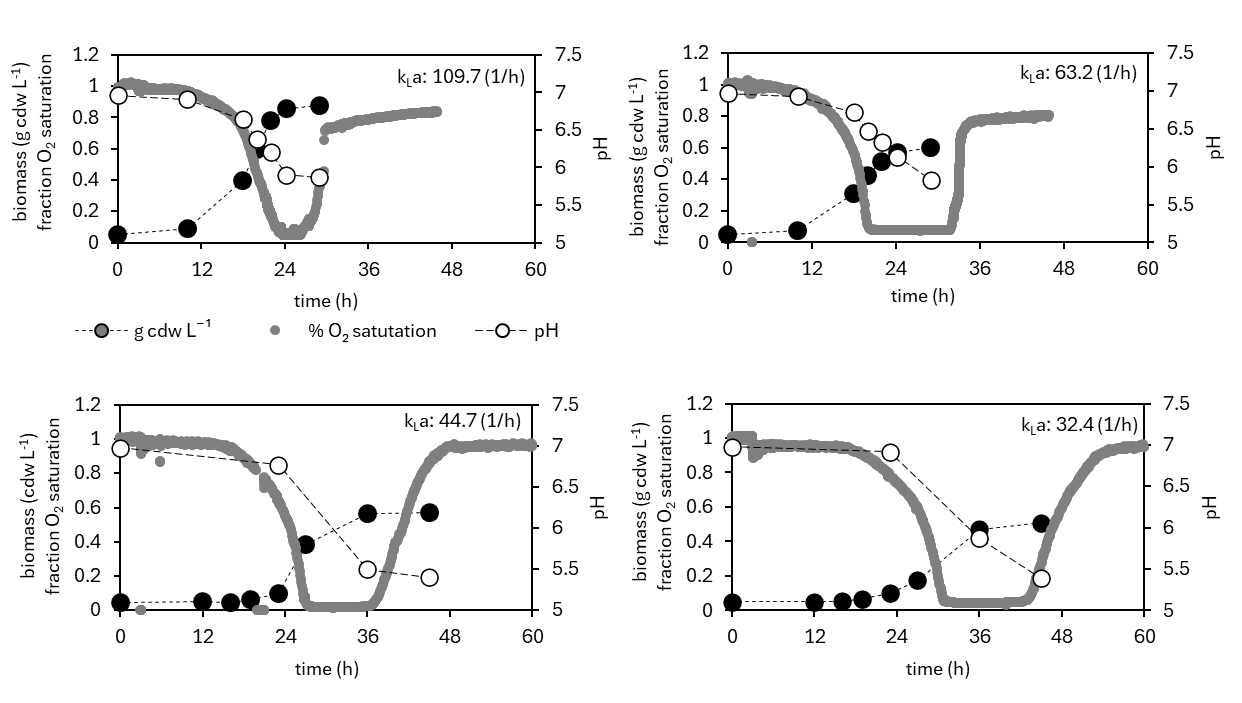 biomass (g cdw L⁻¹)
fraction O₂ saturation
1.2
1
0.8
0.6
0.4
0.2
0
kLa: 109.7 (1/h)
7.5
7
6.5
6
5.5
5
pH
0 12 24 36 48 60
time (h)
biomass (g cdw L⁻¹)
fraction O₂ saturation
1.2
1
0.8
0.6
0.4
0.2
0
kLa: 63.2 (1/h)
7.5
7
6.5
6
5.5
5
pH
0 12 24 36 48 60
time (h)
g cdw L⁻¹ % O₂ satutation pH
biomass (cdw L⁻¹)
fraction O₂ saturation
1.2
1
0.8
0.6
0.4
0.2
0
kLa: 44.7 (1/h)
7.5
7
6.5
6
5.5
5
pH
0 12 24 36 48 60
time (h)
biomass (g cdw L⁻¹)
fraction O₂ saturation
1.2
1
0.8
0.6
0.4
0.2
0
kLa: 32.4 (1/h)
7.5
7
6.5
6
5.5
5
pH
0 12 24 36 48 60
time (h)